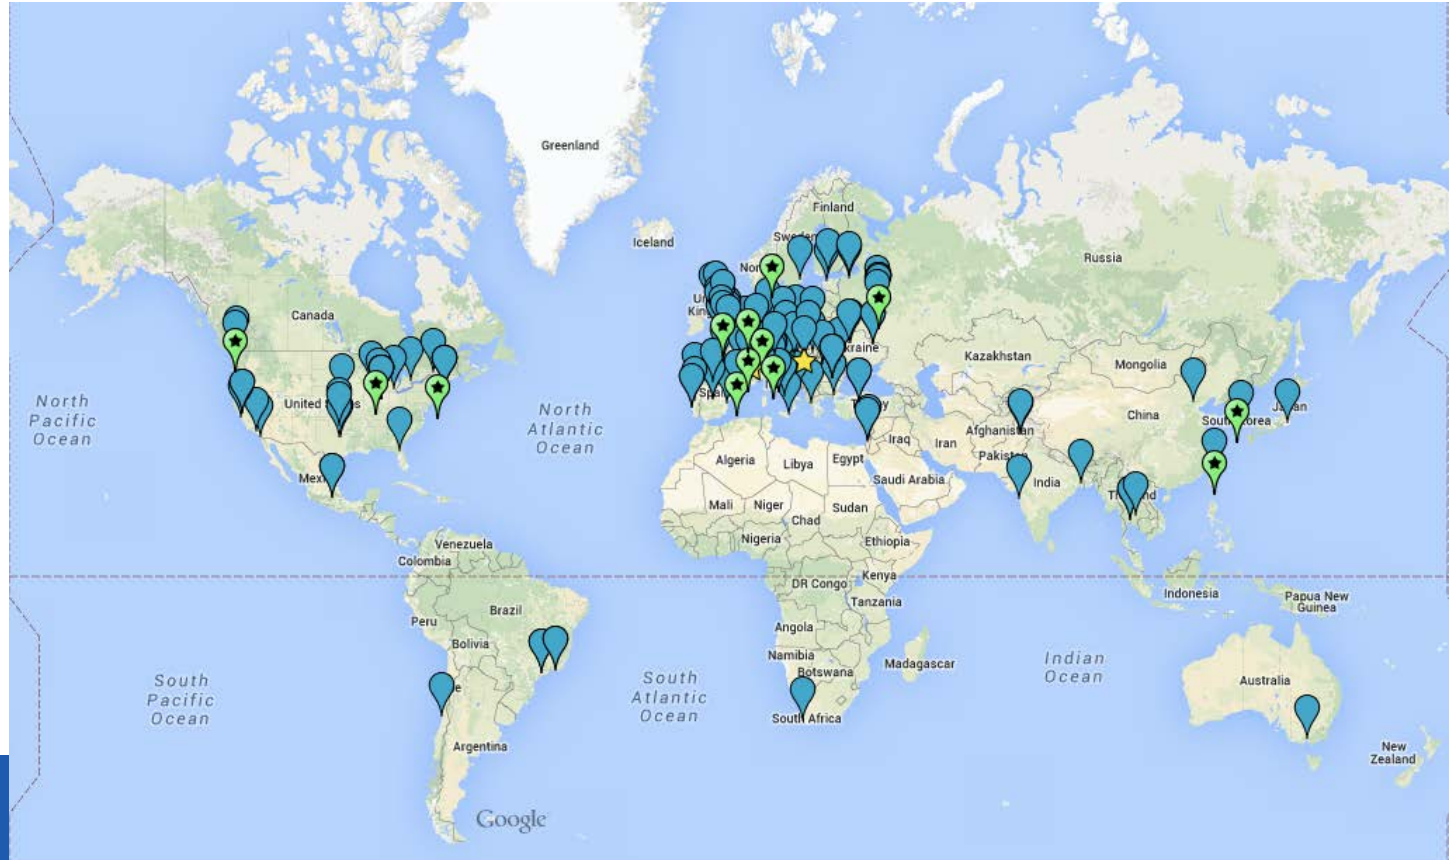 Greenland
Finland
Iceland
Russia
Canada
Kazakhstan
Mongolia
North
Pacific
Ocean
North
Atlantic
Ocean
China
Afghanistan
Iraq
Iran
Algeria
Libya
Egypt
Saudi Arabia
India
Mali
Niger
Sudan
Chad
Nigeria
Ethiopia
Venezuela
Colombia
DR Congo
Kenya
Tanzania
Indonesia
Papua New
Guinea
Brazil
Peru
Angola
Bolivia
Namibia
Botswana
Madagascar
Indian
Ocean
South
Pacific
Ocean
South
Atlantic
Ocean
Australia
Argentina
New
Zealand
Google